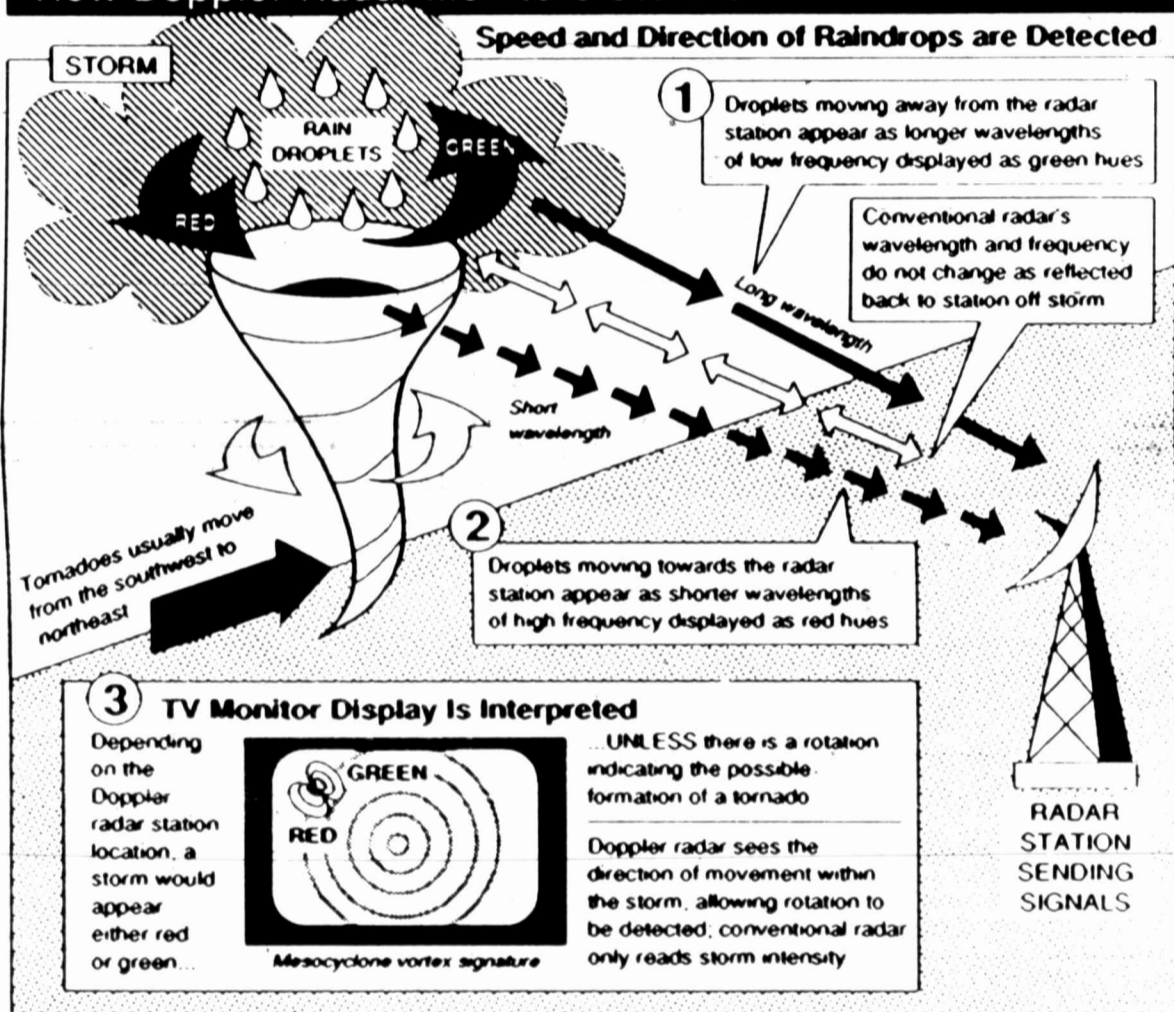 Speed and Direction of Raindrops are Detected
STORM
RAIN
DROPLETS
GREEN
RED
1
Droplets moving away from the radar
station appear as longer wavelengths
of low frequency displayed as green hues
Conventional radar's
wavelength and frequency
do not change as reflected
back to station off storm
Long wavelength
Short
wavelength
Tornadoes usually move
from the southwest to
northeast
2
Droplets moving towards the radar
station appear as shorter wavelengths
of high frequency displayed as red hues
3
TV Monitor Display Is Interpreted
Depending
on the
Doppler
radar station
location, a
storm would
appear
either red
or green...
GREEN
RED
Mesocyclone vortex signature
...UNLESS there is a rotation
indicating the possible
formation of a tornado
Doppler radar sees the
direction of movement within
the storm, allowing rotation to
be detected; conventional radar
only reads storm intensity
RADAR
STATION
SENDING
SIGNALS